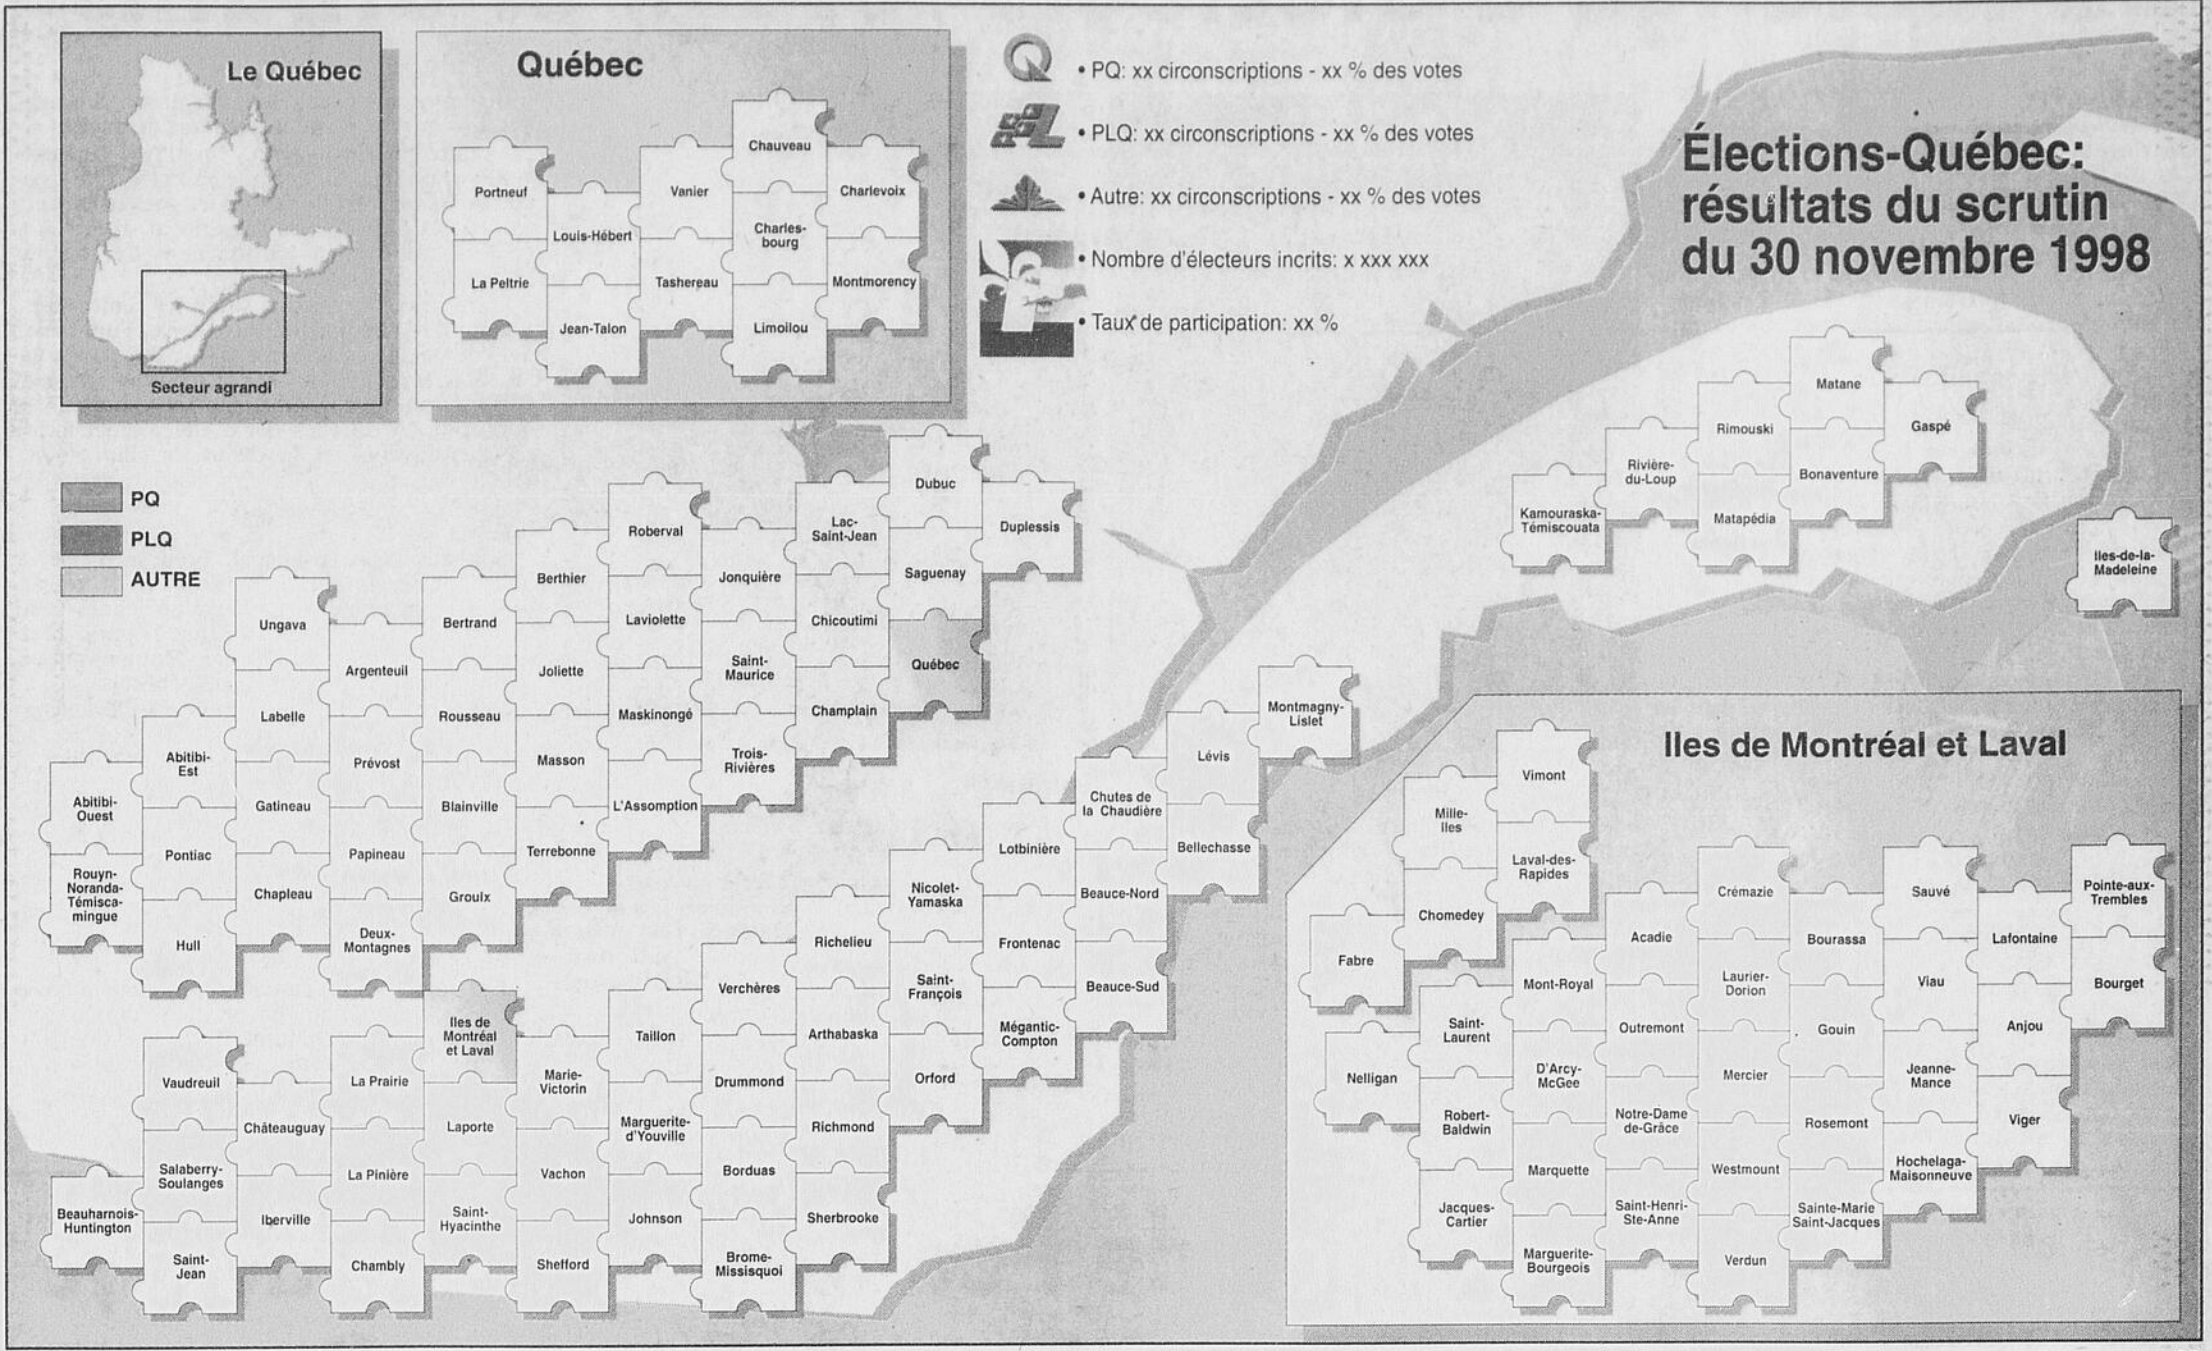 Le Québec
Secteur agrandi
Québec
Portneuf
Louis-Hébert
Vanier
Chauveau
Charlevoix
Charles-
bourg
La Peltrie
Tashereau
Montmorency
Jean-Talon
Limoilou
• PQ: xx circonscriptions - xx % des votes
• PLQ: xx circonscriptions - xx % des votes
• Autre: xx circonscriptions - xx % des votes
• Nombre d'électeurs incrits: x xxx xxx
• Taux de participation: xx %
Élections-Québec:
résultats du scrutin
du 30 novembre 1998
PQ
PLQ
AUTRE
Matane
Rimouski
Gaspé
Rivière-
du-Loup
Bonaventure
Kamouraska-
Témiscouata
Matapédia
Iles-de-la-
Madeleine
Dubuc
Roberval
Lac-
Saint-Jean
Duplessis
Berthier
Jonquière
Saguenay
Ungava
Bertrand
Laviolette
Chicoutimi
Argenteuil
Joliette
Saint-
Maurice
Québec
Labelle
Rousseau
Maskinongé
Champlain
Abitibi-
Est
Prévost
Masson
Trois-
Rivières
Abitibi-
Ouest
Gatineau
Blainville
L'Assomption
Pontiac
Papineau
Terrebonne
Rouyn-
Noranda-
Témisca-
mingue
Chapleau
Groulx
Hull
Deux-
Montagnes
Montmagny-
Lislet
Lévis
Chutes de
la Chaudière
Bellechasse
Lotbinière
Beauce-Nord
Nicolet-
Yamaska
Frontenac
Richelieu
Saint-
François
Beauce-Sud
Verchères
Arthabaska
Mégantic-
Compton
Iles de
Montréal
et Laval
Taillon
Drummond
Orford
Vaudreuil
La Prairie
Marie-
Victorin
Châteauguay
Laporte
Marguerite-
d'Youville
Richmond
Salaberry-
Soulanges
La Pinière
Vachon
Borduas
Beauharnois-
Huntington
Iberville
Saint-
Hyacinthe
Johnson
Sherbrooke
Saint-
Jean
Chambly
Shefford
Brome-
Missisquoi
Iles de Montréal et Laval
Vimont
Mille-
Iles
Laval-des-
Rapides
Chomedey
Fabre
Crémazie
Sauvé
Pointe-aux-
Trembles
Acadie
Bourassa
Lafontaine
Mont-Royal
Laurier-
Dorion
Viau
Bourget
Saint-
Laurent
Outremont
Gouin
Anjou
Nelligan
D'Arcy-
McGee
Mercier
Jeanne-
Mance
Robert-
Baldwin
Notre-Dame
de-Grâce
Rosemont
Viger
Marquette
Westmount
Hochelaga-
Maisonneuve
Jacques-
Cartier
Saint-Henri-
Ste-Anne
Sainte-Marie
Saint-Jacques
Marguerite-
Bourgeois
Verdun